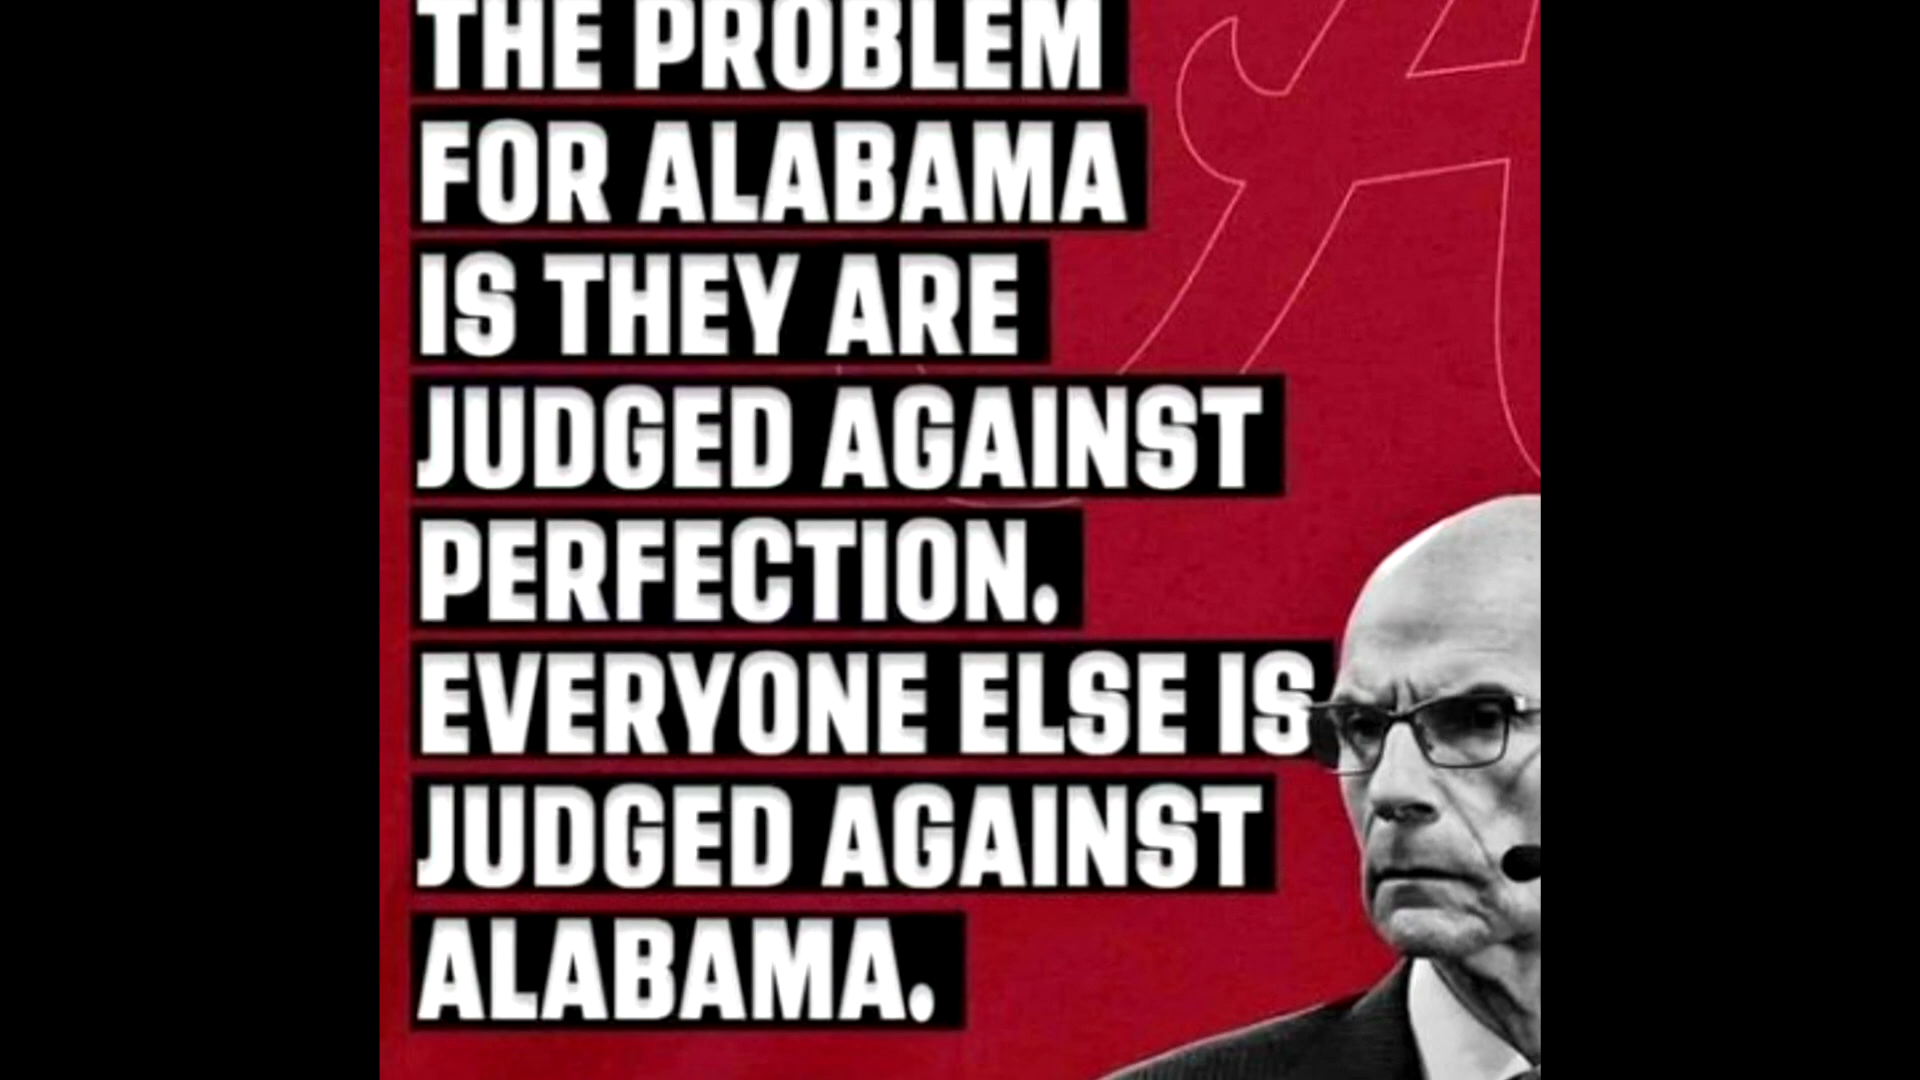 THE PROBLEM
FOR ALABAMA
IS THEY ARE
JUDGED AGAINST
PERFECTION.
EVERYONE ELSE IS
JUDGED AGAINST
ALABAMA.